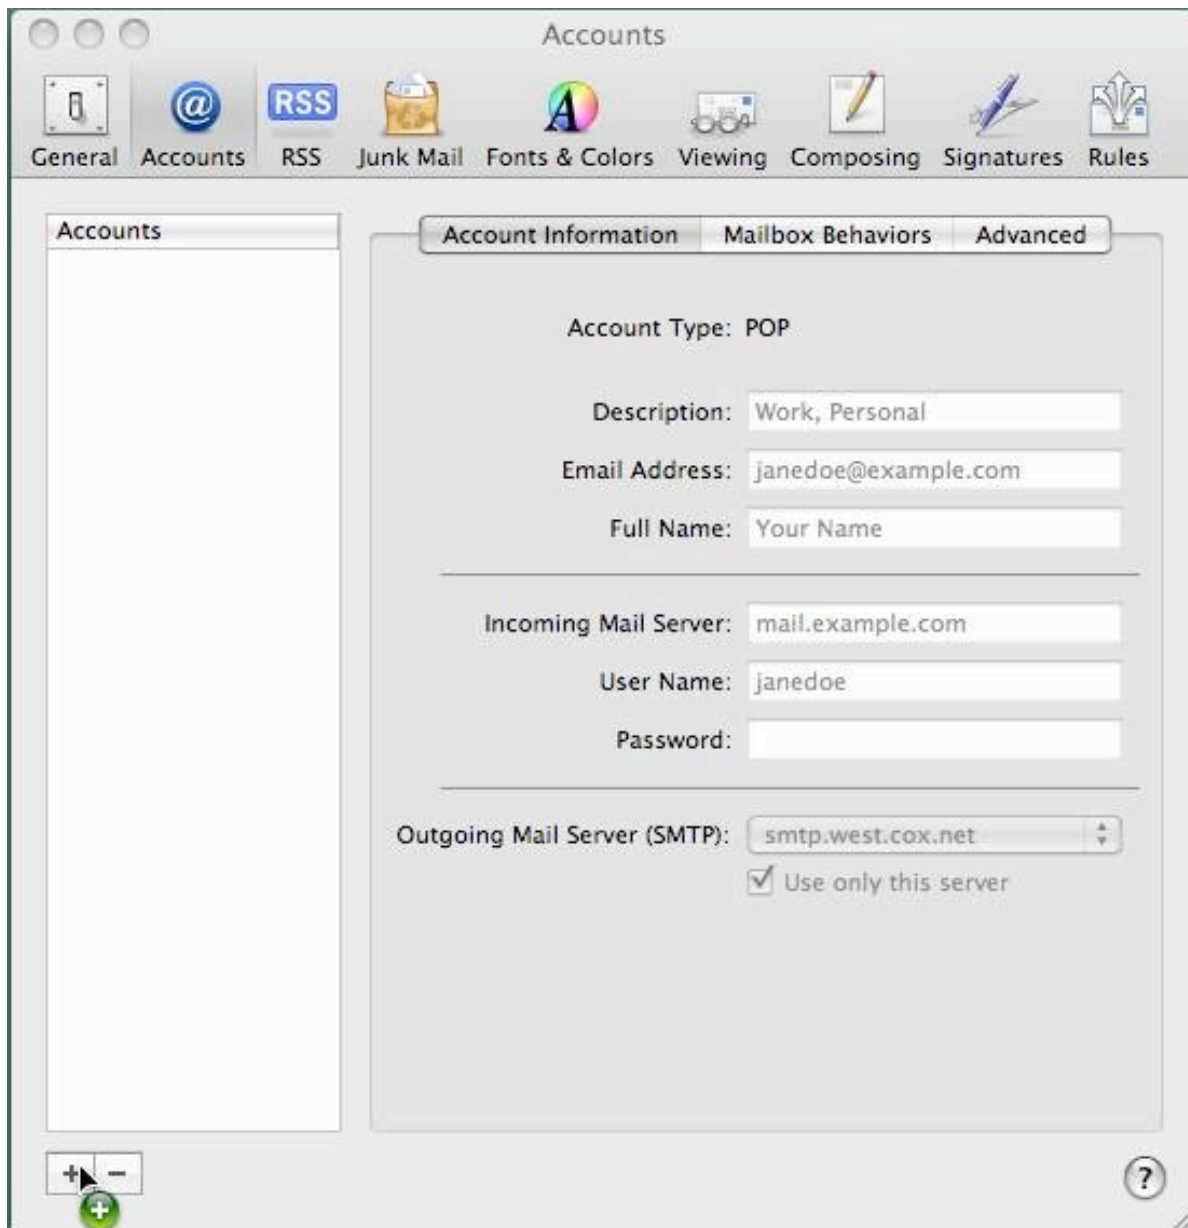 Accounts
RSS
General Accounts RSS Junk Mail Fonts & Colors Viewing Composing Signatures Rules
Accounts
Account Information Mailbox Behaviors Advanced
Account Type: POP
Description: Work, Personal
Email Address: janedoe@example.com
Full Name: Your Name
Incoming Mail Server: mail.example.com
User Name: janedoe
Password:
Outgoing Mail Server (SMTP): smtp.west.cox.net
Use only this server
+ −
?